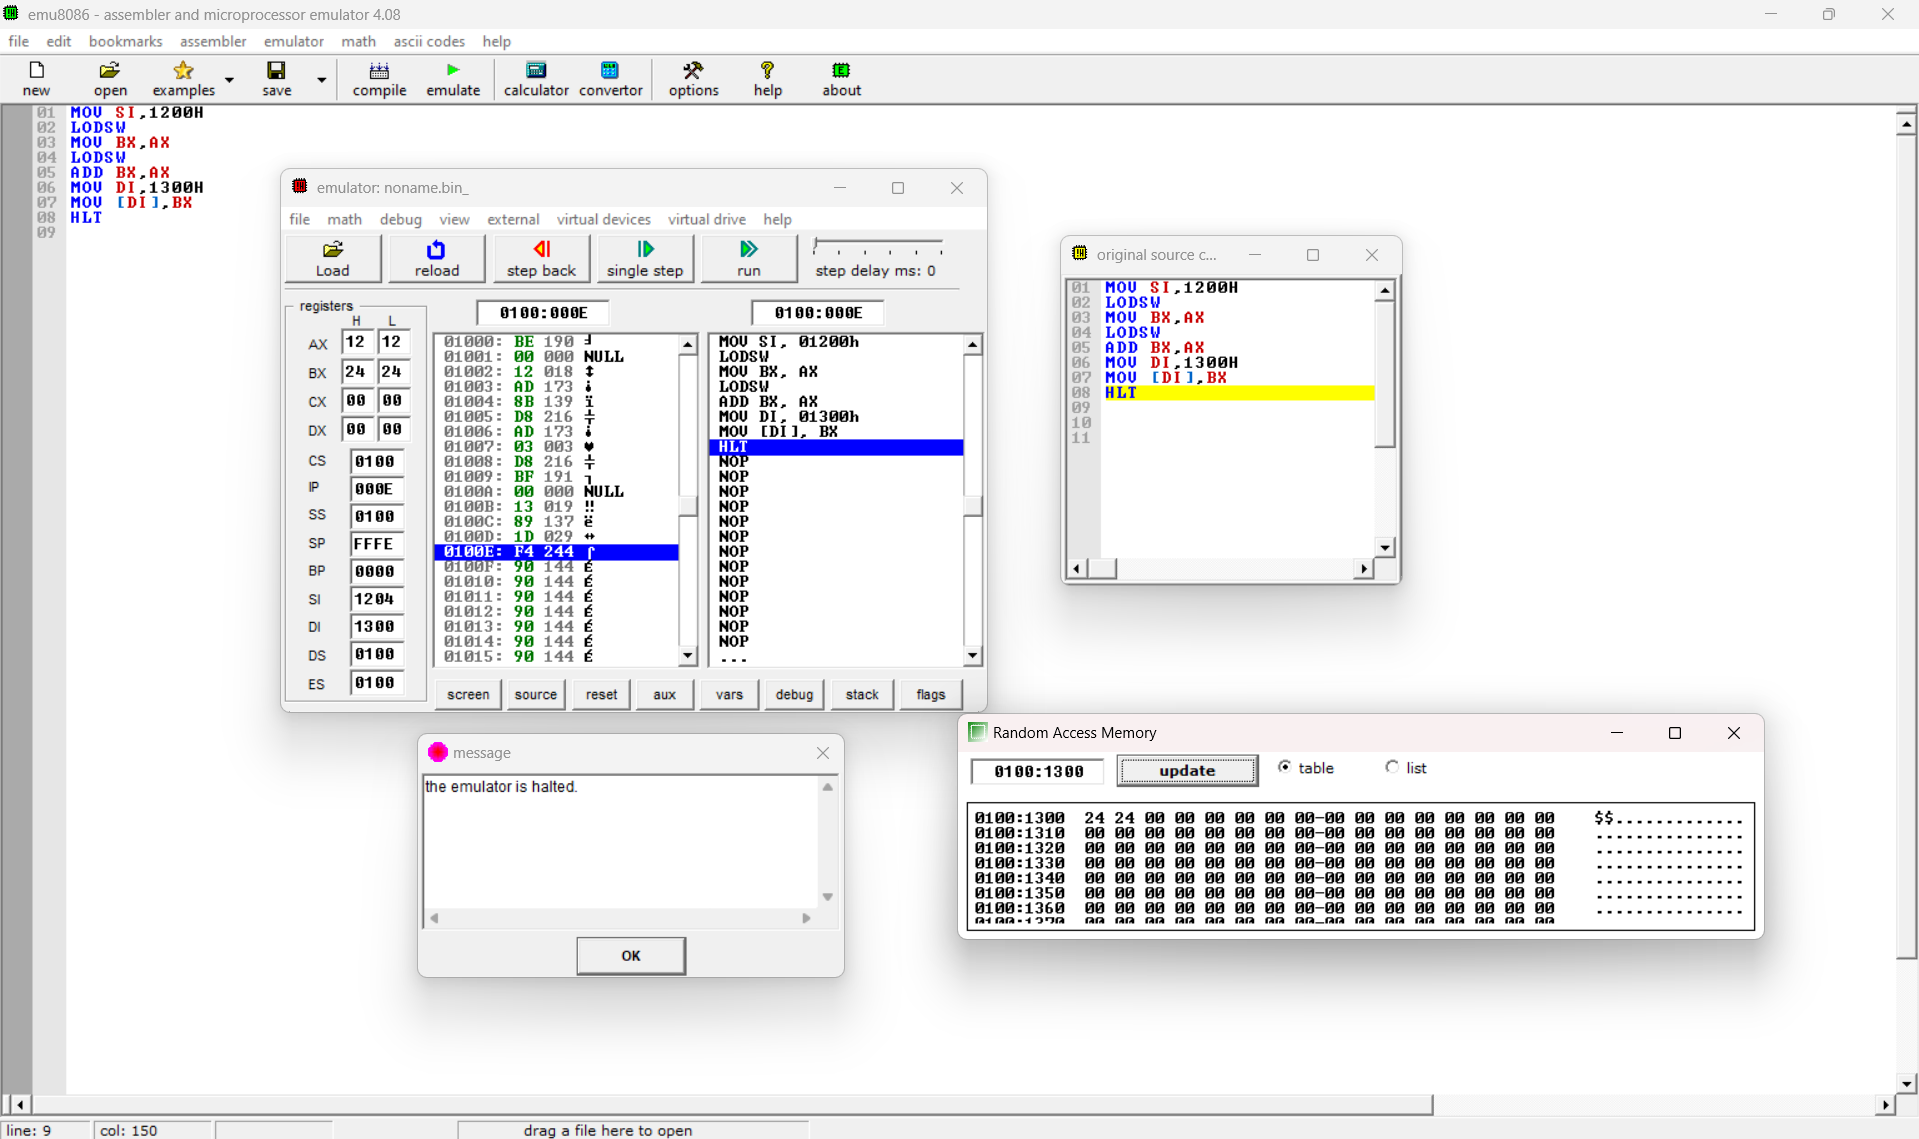 emu8086 - assembler and microprocessor emulator 4.08
file edit bookmarks assembler emulator math ascii codes help
new open examples save compile emulate calculator convertor options help about
01 MOV SI,1200H
02 LODSW
03 MOV BX,AX
04 LODSW
05 ADD BX,AX
06 MOV DI,1300H
07 MOV [DI],BX
08 HLT
09
emulator: noname.bin_
file math debug view external virtual devices virtual drive help
Load reload step back single step run step delay ms: 0
registers
H L
AX 12 12
BX 24 24
CX 00 00
DX 00 00
CS 0100
IP 000E
SS 0100
SP FFFE
BP 0000
SI 1204
DI 1300
DS 0100
ES 0100
0100:000E
01000: BE 190 ╛
01001: 00 000 NULL
01002: 12 018 ↕
01003: AD 173 ¡
01004: 8B 139 ï
01005: D8 216 ╪
01006: AD 173 ¡
01007: 03 003 ♥
01008: D8 216 ╪
01009: BF 191 ┐
0100A: 00 000 NULL
0100B: 13 019 ‼
0100C: 89 137 ë
0100D: 1D 029 ↔
0100E: F4 244 ⌠
0100F: 90 144 É
01010: 90 144 É
01011: 90 144 É
01012: 90 144 É
01013: 90 144 É
01014: 90 144 É
01015: 90 144 É
0100:000E
MOV SI, 01200h
LODSW
MOV BX, AX
LODSW
ADD BX, AX
MOV DI, 01300h
MOV [DI], BX
HLT
NOP
NOP
NOP
NOP
NOP
NOP
NOP
NOP
NOP
NOP
NOP
NOP
NOP
...
screen source reset aux vars debug stack flags
original source c...
01 MOV SI,1200H
02 LODSW
03 MOV BX,AX
04 LODSW
05 ADD BX,AX
06 MOV DI,1300H
07 MOV [DI],BX
08 HLT
09
10
11
message
the emulator is halted.
OK
Random Access Memory
0100:1300 update table list
0100:1300 24 24 00 00 00 00 00 00-00 00 00 00 00 00 00 00 $$..............
0100:1310 00 00 00 00 00 00 00 00-00 00 00 00 00 00 00 00 ................
0100:1320 00 00 00 00 00 00 00 00-00 00 00 00 00 00 00 00 ................
0100:1330 00 00 00 00 00 00 00 00-00 00 00 00 00 00 00 00 ................
0100:1340 00 00 00 00 00 00 00 00-00 00 00 00 00 00 00 00 ................
0100:1350 00 00 00 00 00 00 00 00-00 00 00 00 00 00 00 00 ................
0100:1360 00 00 00 00 00 00 00 00-00 00 00 00 00 00 00 00 ................
0100:1370 00 00 00 00 00 00 00 00-00 00 00 00 00 00 00 00
line: 9 col: 150 drag a file here to open